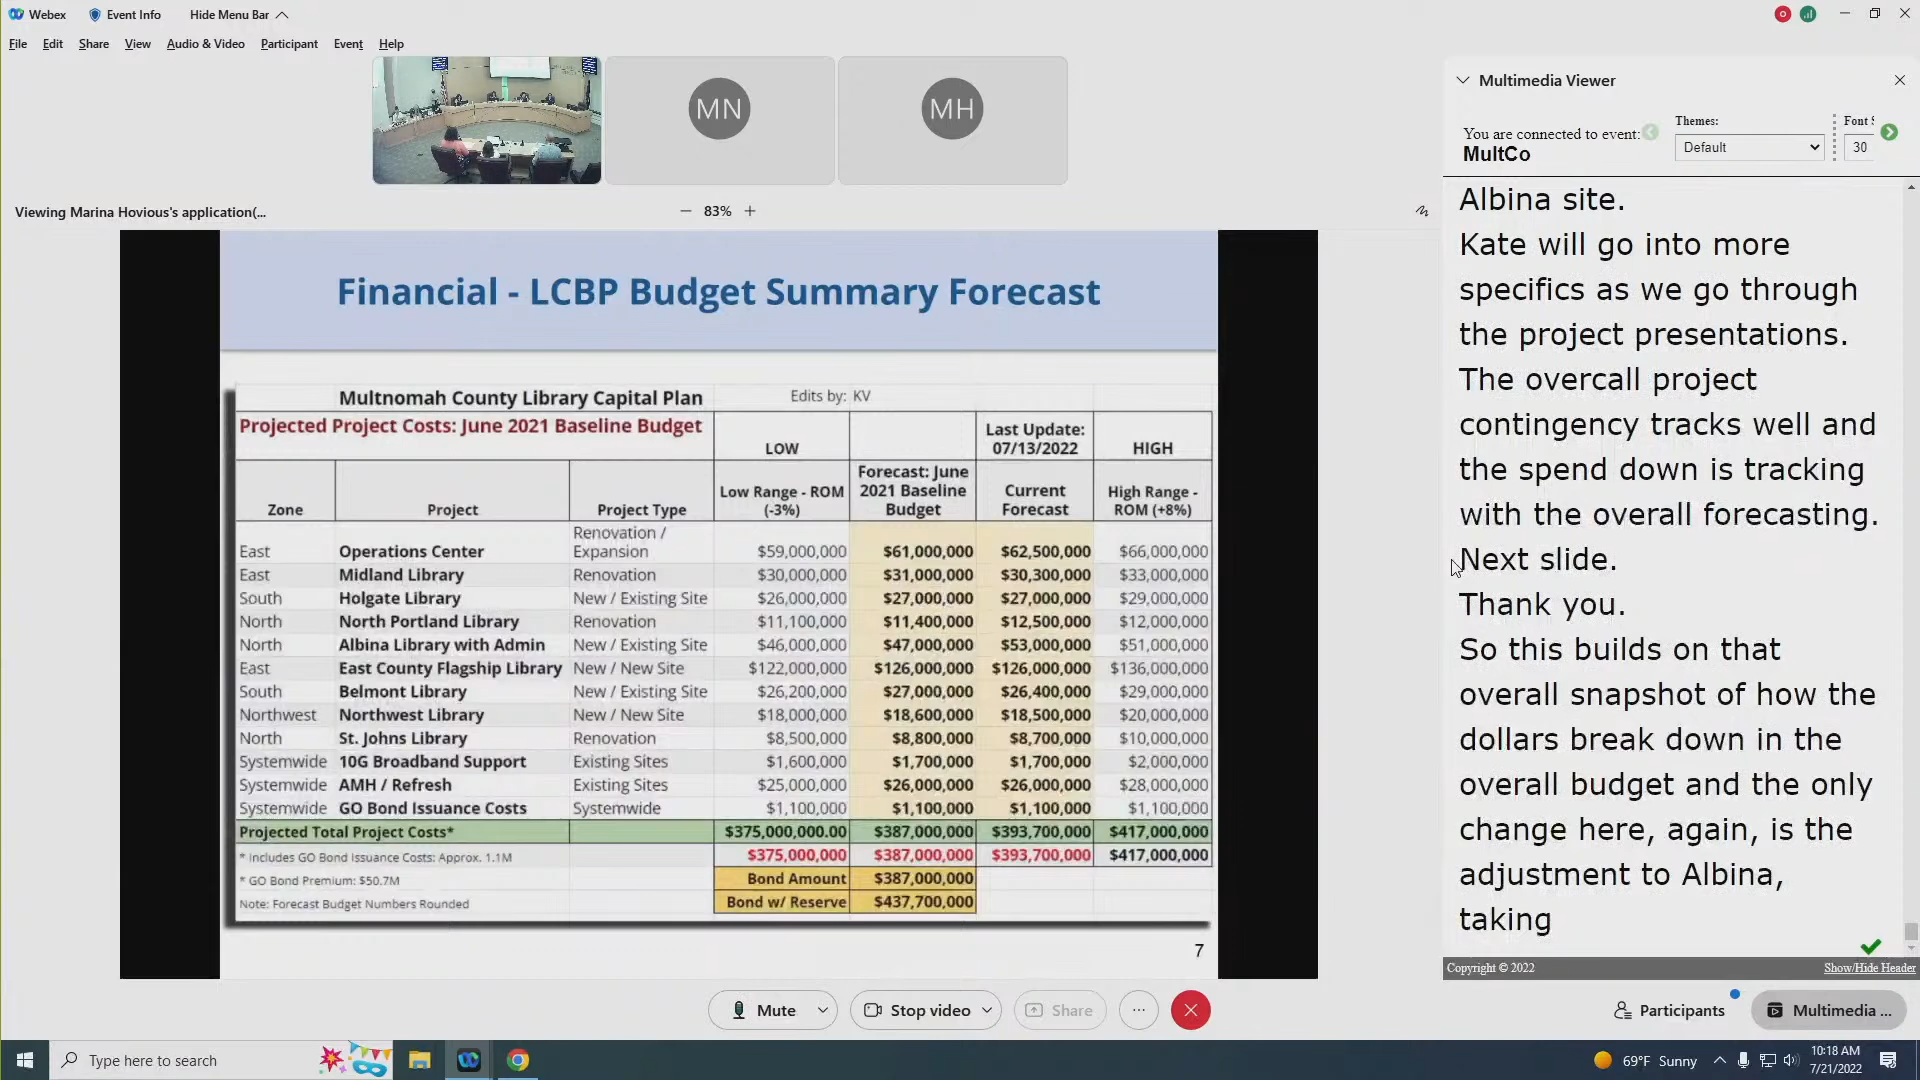 Webex Event Info Hide Menu Bar
File Edit Share View Audio & Video Participant Event Help
MN
MH
Viewing Marina Hovious's application(...
83%
Financial - LCBP Budget Summary Forecast
Multnomah County Library Capital Plan Edits by: KV
Projected Project Costs: June 2021 Baseline Budget LOW Last Update: 07/13/2022 HIGH
Zone Project Project Type Low Range - ROM (-3%) Forecast: June 2021 Baseline Budget Current Forecast High Range - ROM (+8%)
East Operations Center Renovation / Expansion $59,000,000 $61,000,000 $62,500,000 $66,000,000
East Midland Library Renovation $30,000,000 $31,000,000 $30,300,000 $33,000,000
South Holgate Library New / Existing Site $26,000,000 $27,000,000 $27,000,000 $29,000,000
North North Portland Library Renovation $11,100,000 $11,400,000 $12,500,000 $12,000,000
North Albina Library with Admin New / Existing Site $46,000,000 $47,000,000 $53,000,000 $51,000,000
East East County Flagship Library New / New Site $122,000,000 $126,000,000 $126,000,000 $136,000,000
South Belmont Library New / Existing Site $26,200,000 $27,000,000 $26,400,000 $29,000,000
Northwest Northwest Library New / New Site $18,000,000 $18,600,000 $18,500,000 $20,000,000
North St. Johns Library Renovation $8,500,000 $8,800,000 $8,700,000 $10,000,000
Systemwide 10G Broadband Support Existing Sites $1,600,000 $1,700,000 $1,700,000 $2,000,000
Systemwide AMH / Refresh Existing Sites $25,000,000 $26,000,000 $26,000,000 $28,000,000
Systemwide GO Bond Issuance Costs Systemwide $1,100,000 $1,100,000 $1,100,000 $1,100,000
Projected Total Project Costs* $375,000,000.00 $387,000,000 $393,700,000 $417,000,000
* Includes GO Bond Issuance Costs: Approx. 1.1M $375,000,000 $387,000,000 $393,700,000 $417,000,000
* GO Bond Premium: $50.7M Bond Amount $387,000,000
Note: Forecast Budget Numbers Rounded Bond w/ Reserve $437,700,000
7
Multimedia Viewer
You are connected to event:
MultCo
Themes:
Default
Font S
30
Albina site.
Kate will go into more
specifics as we go through
the project presentations.
The overcall project
contingency tracks well and
the spend down is tracking
with the overall forecasting.
Next slide.
Thank you.
So this builds on that
overall snapshot of how the
dollars break down in the
overall budget and the only
change here, again, is the
adjustment to Albina,
taking
Copyright © 2022 Show/Hide Header
Mute Stop video Share ... Participants Multimedia ...
Type here to search
69°F Sunny
10:18 AM
7/21/2022